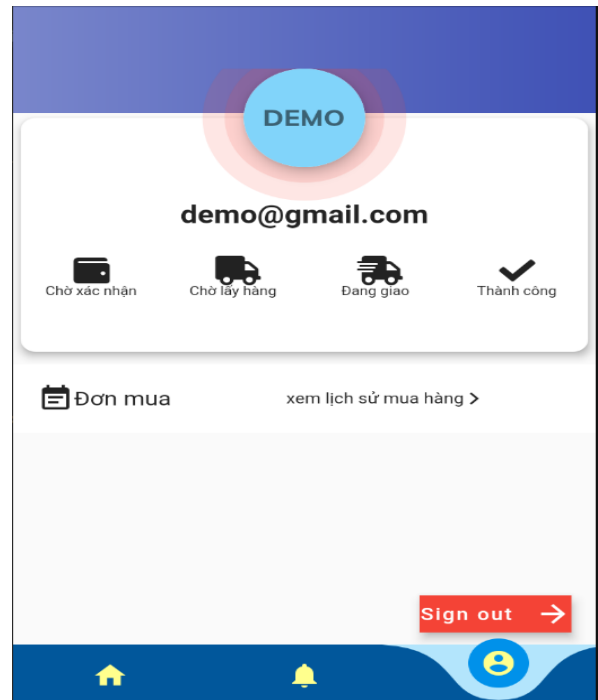 DEMO
demo@gmail.com
Chờ xác nhận Chờ lấy hàng Đang giao Thành công
Đơn mua xem lịch sử mua hàng
Sign out